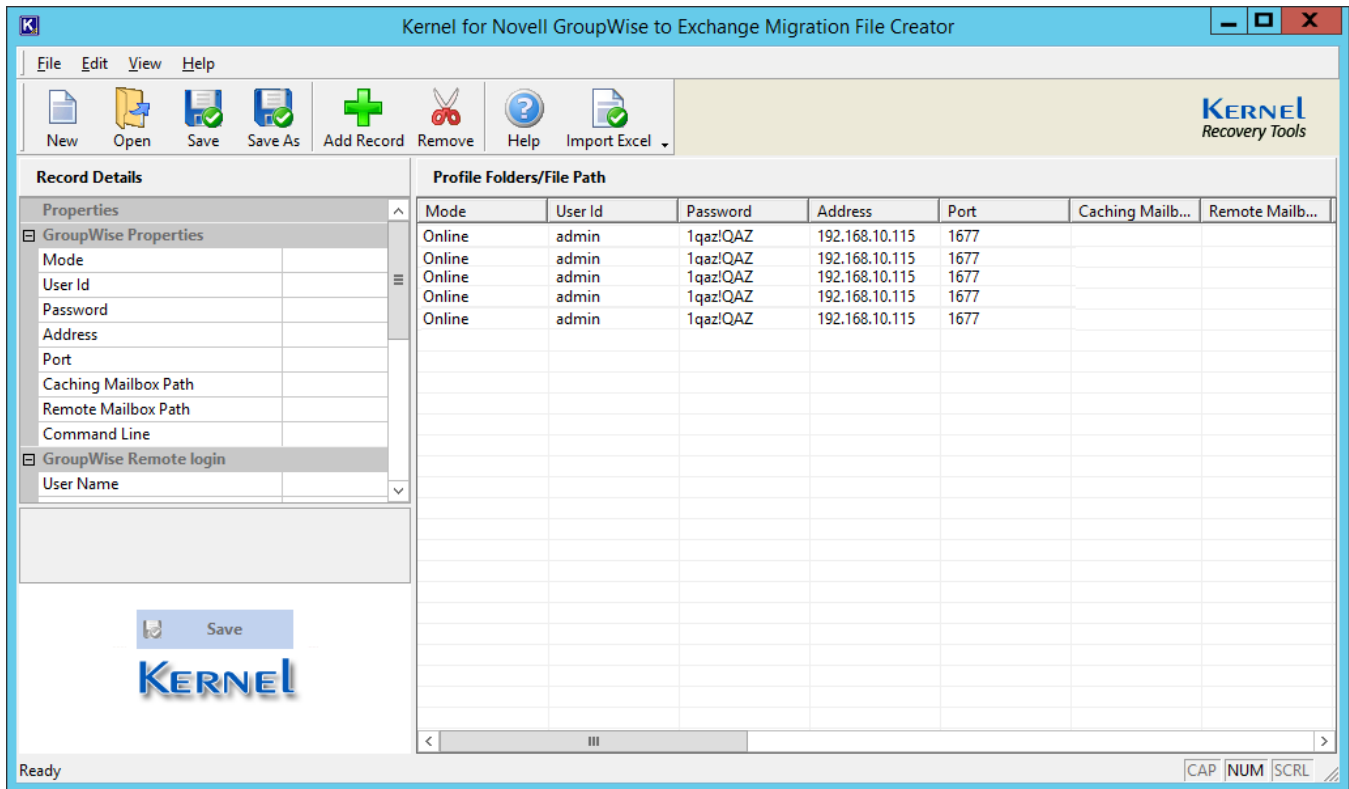 Kernel for Novell GroupWise to Exchange Migration File Creator
File Edit View Help
New Open Save Save As Add Record Remove Help Import Excel
KERNEL
Recovery Tools
Record Details
Properties
GroupWise Properties
Mode
User Id
Password
Address
Port
Caching Mailbox Path
Remote Mailbox Path
Command Line
GroupWise Remote login
User Name
Save
KERNEL
Profile Folders/File Path
Mode User Id Password Address Port Caching Mailb... Remote Mailb...
Online admin 1qaz!QAZ 192.168.10.115 1677
Online admin 1qaz!QAZ 192.168.10.115 1677
Online admin 1qaz!QAZ 192.168.10.115 1677
Online admin 1qaz!QAZ 192.168.10.115 1677
Online admin 1qaz!QAZ 192.168.10.115 1677
Ready
CAP NUM SCRL